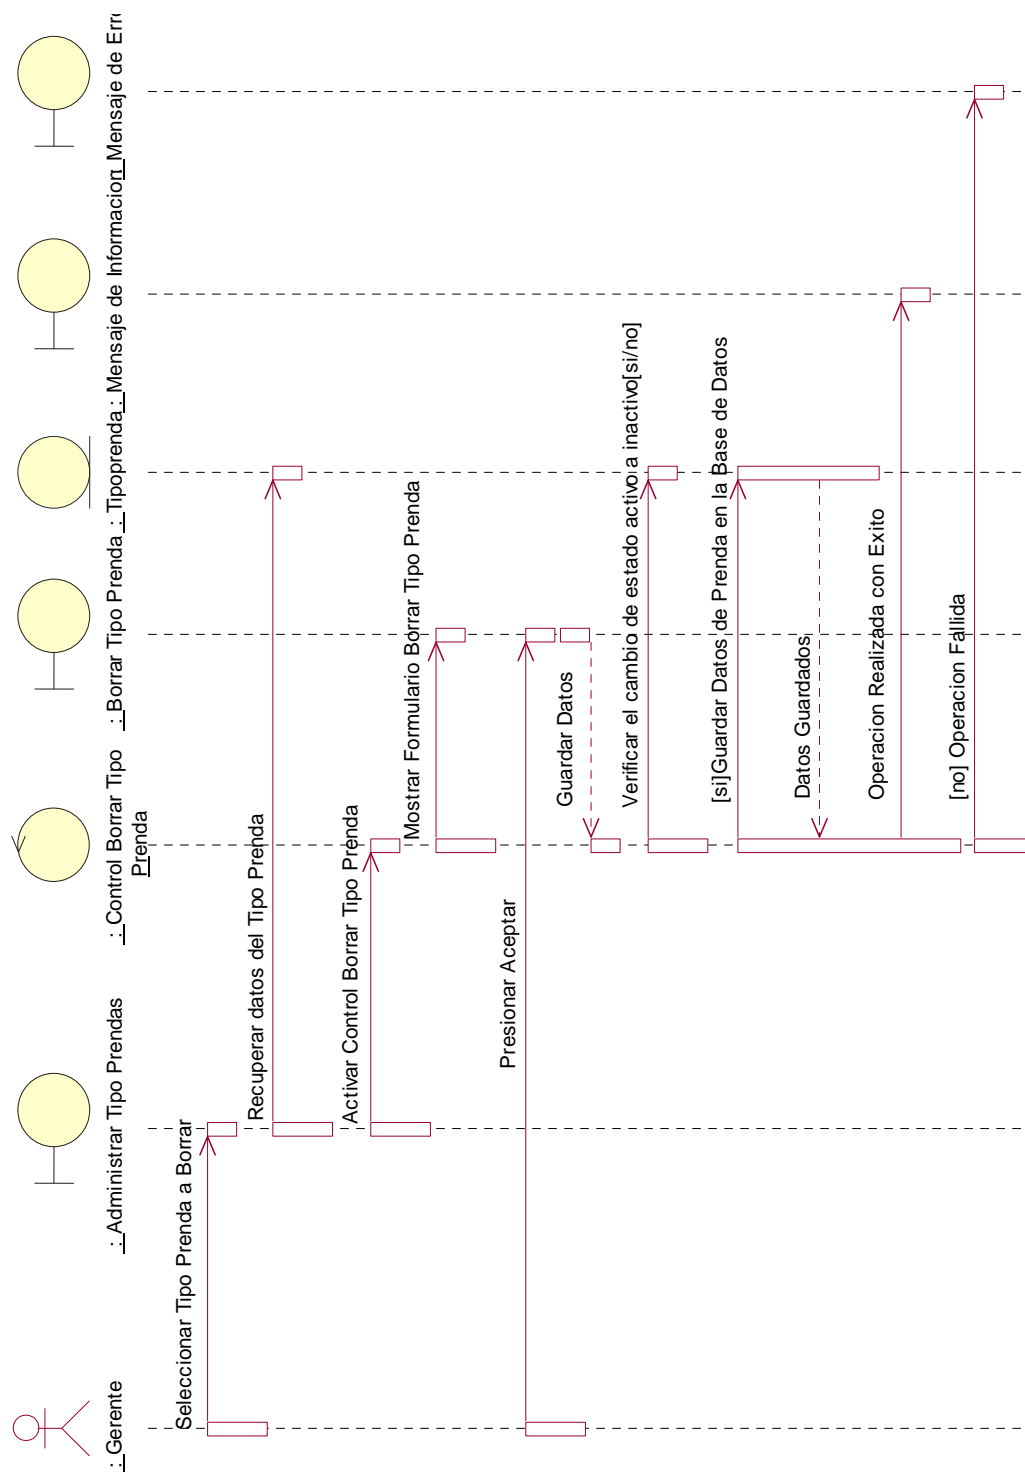 : Gerente
: Administrar Tipo Prendas
: Control Borrar Tipo
Prenda
: Borrar Tipo Prenda
: Tipoprenda
: Mensaje de Informacion
: Mensaje de
Seleccionar Tipo Prenda a Borrar
Recuperar datos del Tipo Prenda
Activar Control Borrar Tipo Prenda
Mostrar Formulario Borrar Tipo Prenda
Presionar Aceptar
Guardar Datos
Verificar el cambio de estado activo a inactivo[si/no]
[si]Guardar Datos de Prenda en la Base de Datos
Datos Guardados
Operacion Realizada con Exito
[no] Operacion Fallida